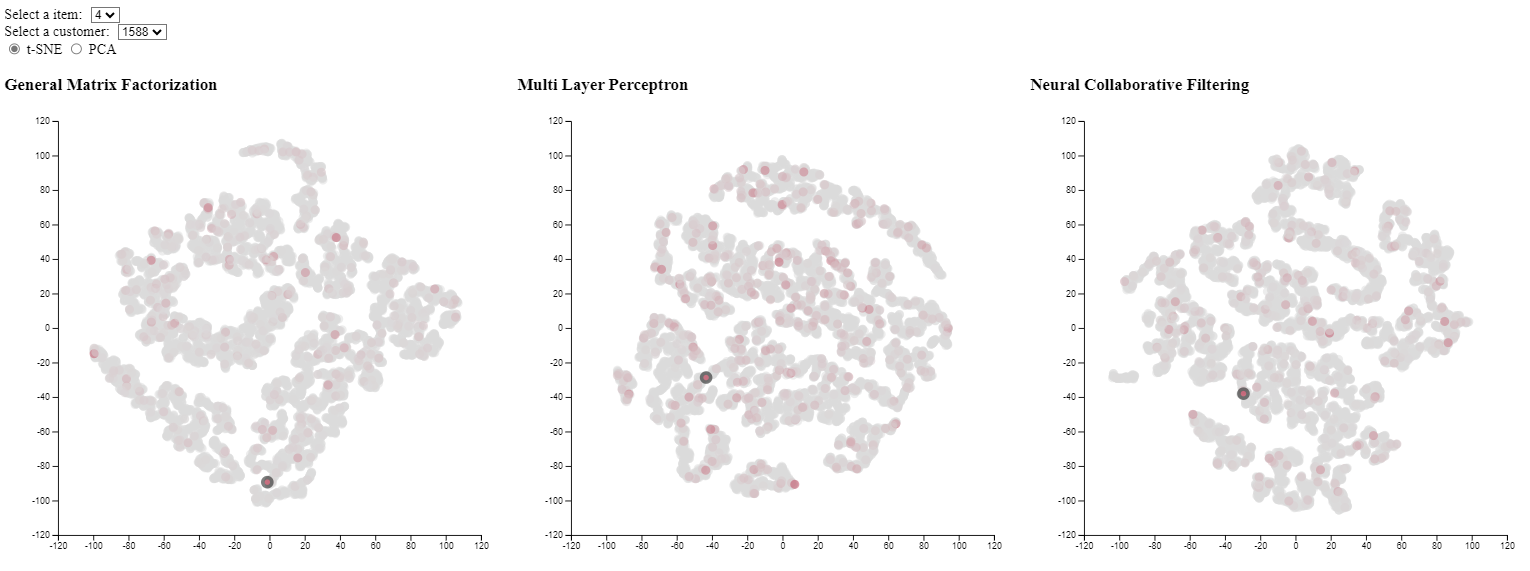 Select a item: 4
Select a customer: 1588
t-SNE PCA
General Matrix Factorization Multi Layer Perceptron Neural Collaborative Filtering
120 120 120
100 100 100
80 80 80
60 60 60
40 40 40
20 20 20
0 0 0
-20 -20 -20
-40 -40 -40
-60 -60 -60
-80 -80 -80
-100 -100 -100
-120 -120 -120
-120 -100 -80 -60 -40 -20 0 20 40 60 80 100 120 -120 -100 -80 -60 -40 -20 0 20 40 60 80 100 120 -120 -100 -80 -60 -40 -20 0 20 40 60 80 100 120